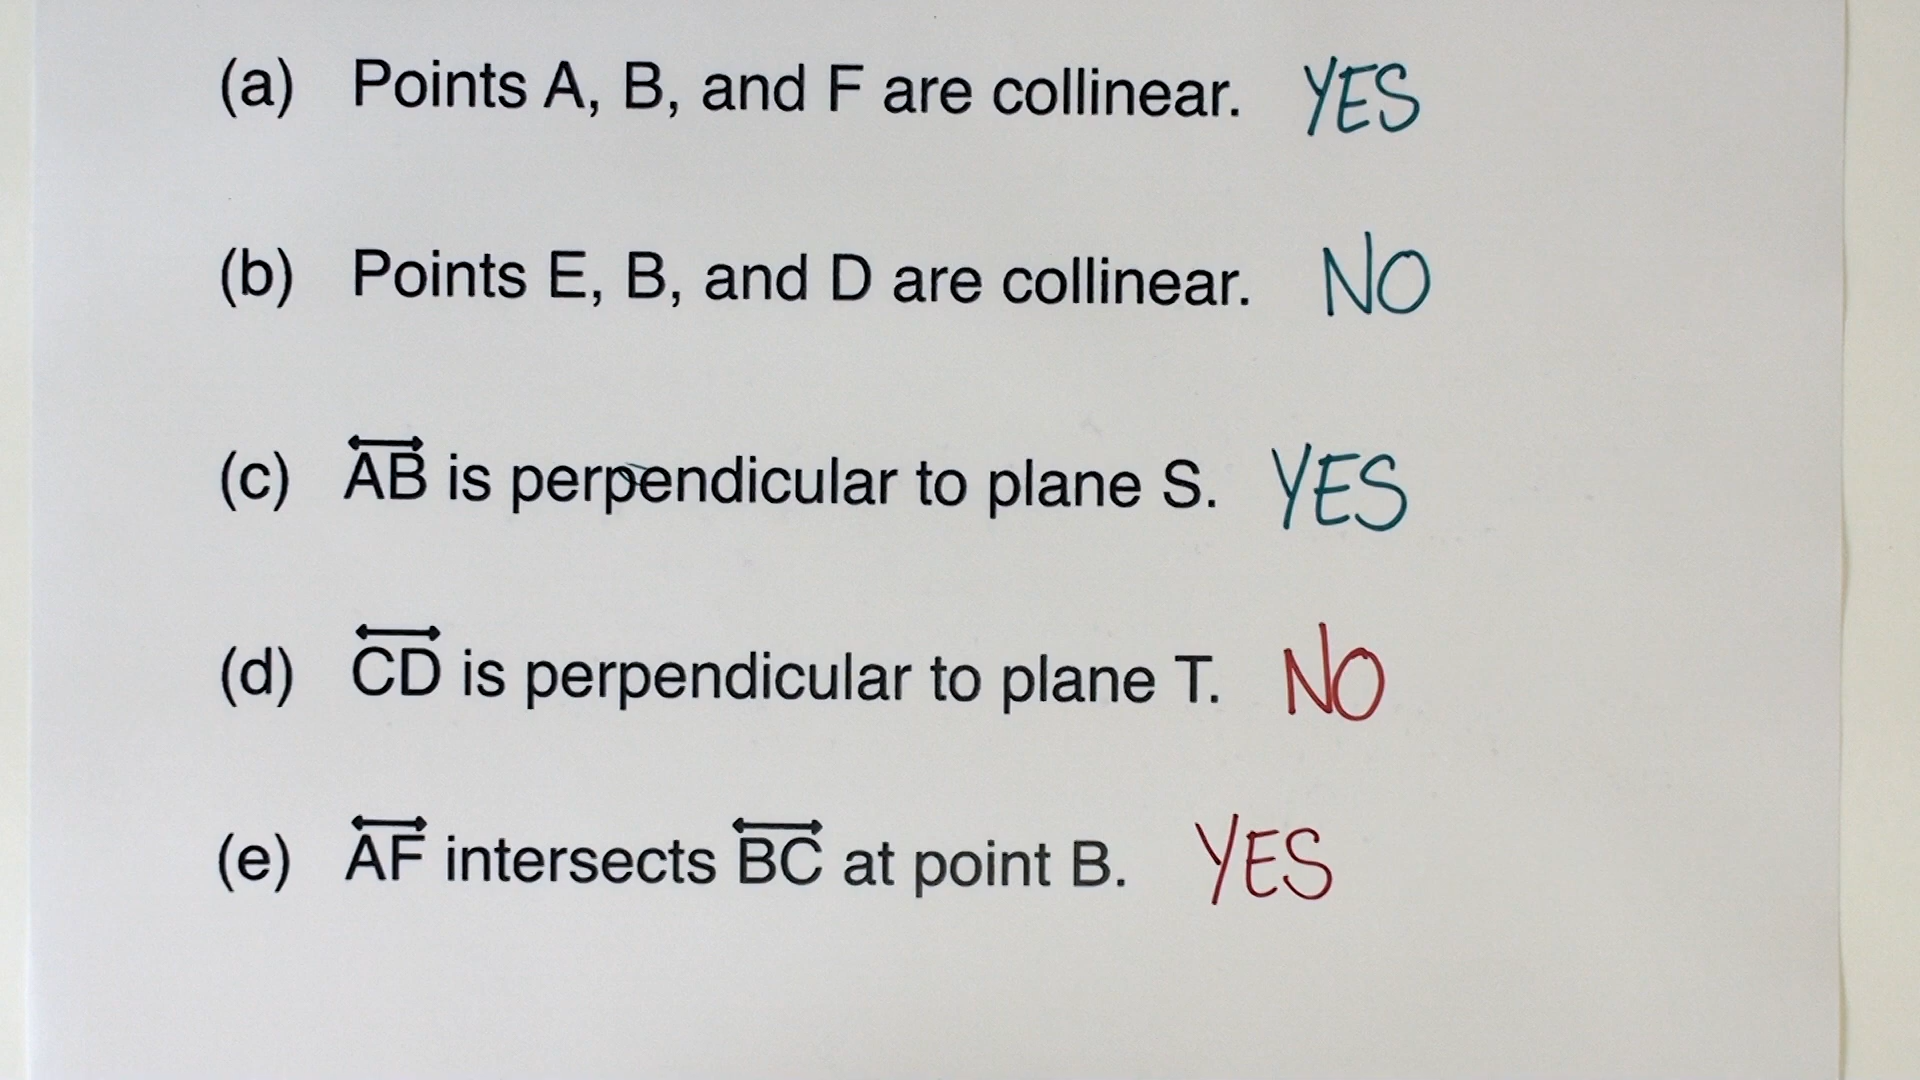 (a) Points A, B, and F are collinear. YES
(b) Points E, B, and D are collinear. NO
(c) AB is perpendicular to plane S. YES
(d) CD is perpendicular to plane T. NO
(e) AF intersects BC at point B. YES